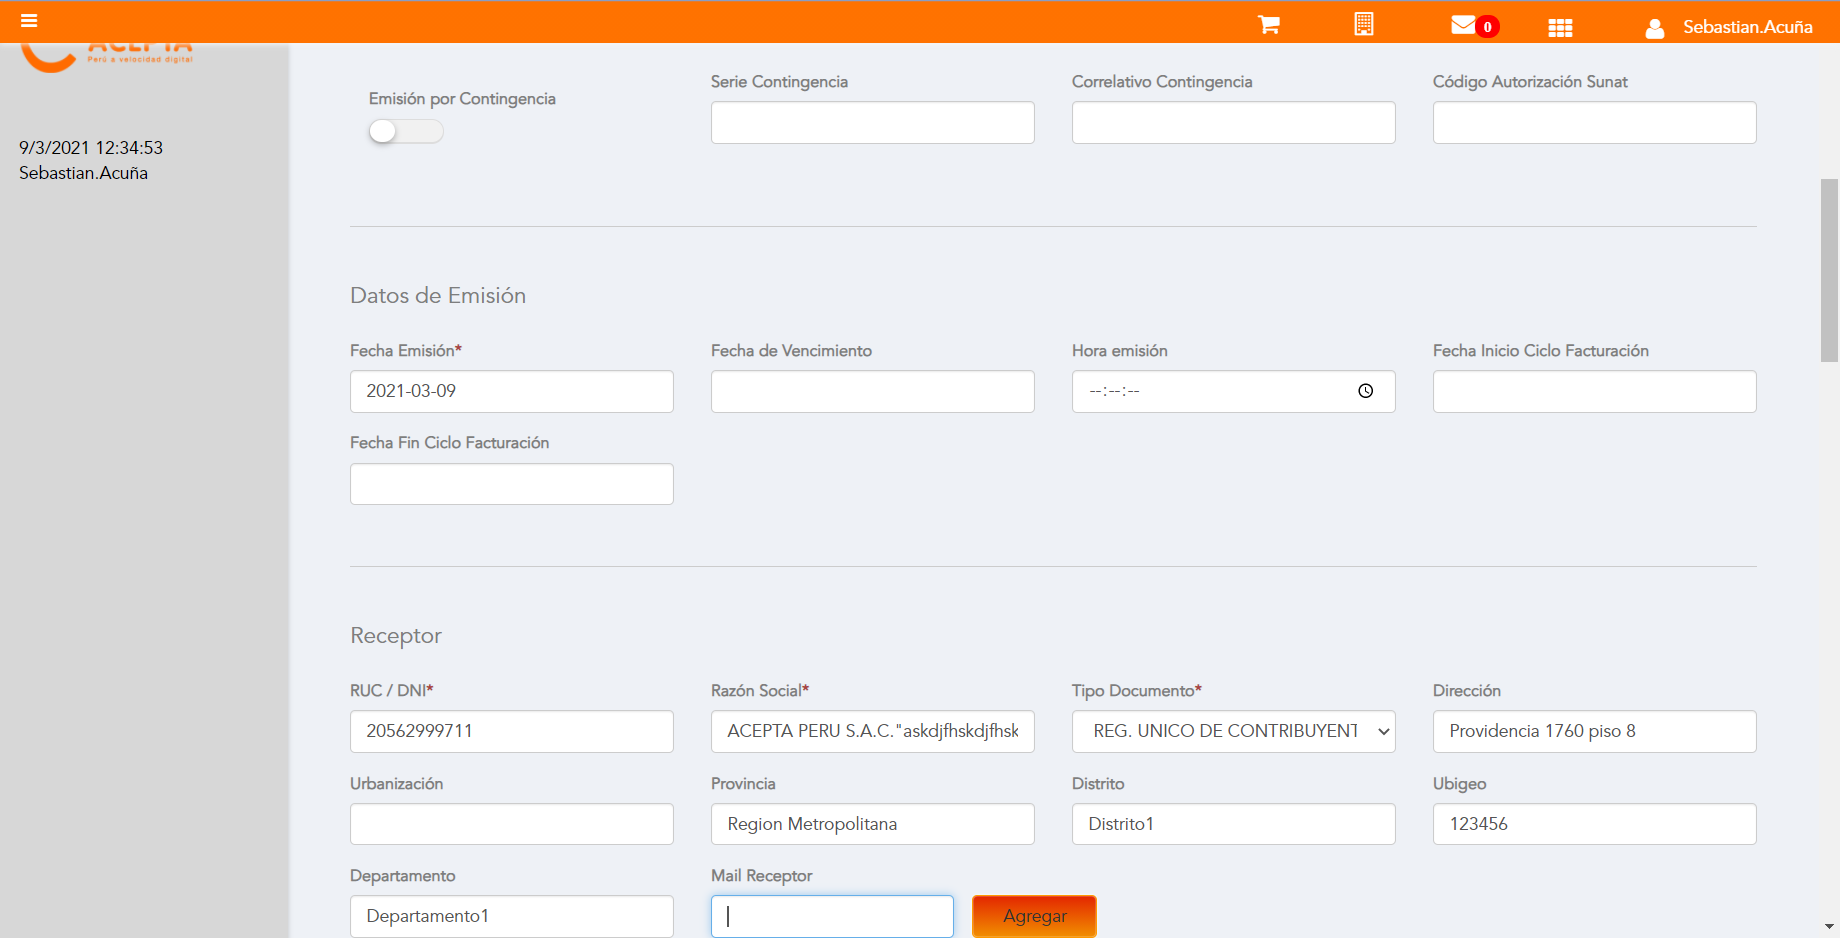 0
Sebastian.Acuña
ACEPTA
Perú a velocidad digital
9/3/2021 12:34:53
Sebastian.Acuña
Emisión por Contingencia
Serie Contingencia
Correlativo Contingencia
Código Autorización Sunat
Datos de Emisión
Fecha Emisión*
Fecha de Vencimiento
Hora emisión
Fecha Inicio Ciclo Facturación
2021-03-09
--:--:--
Fecha Fin Ciclo Facturación
Receptor
RUC / DNI*
Razón Social*
Tipo Documento*
Dirección
20562999711
ACEPTA PERU S.A.C."askdjfhskdjfhsk
REG. UNICO DE CONTRIBUYENT
Providencia 1760 piso 8
Urbanización
Provincia
Distrito
Ubigeo
Region Metropolitana
Distrito1
123456
Departamento
Mail Receptor
Departamento1
Agregar